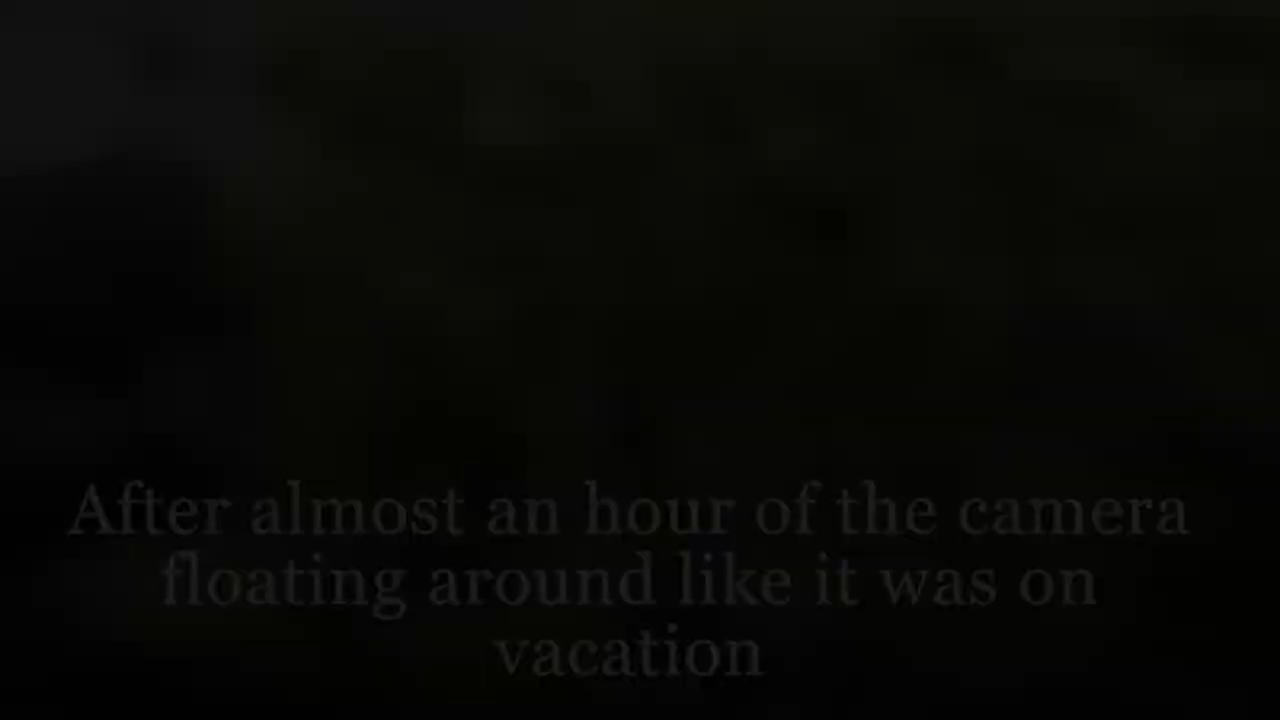 After almost an hour of the camera
floating around like it was on
vacation